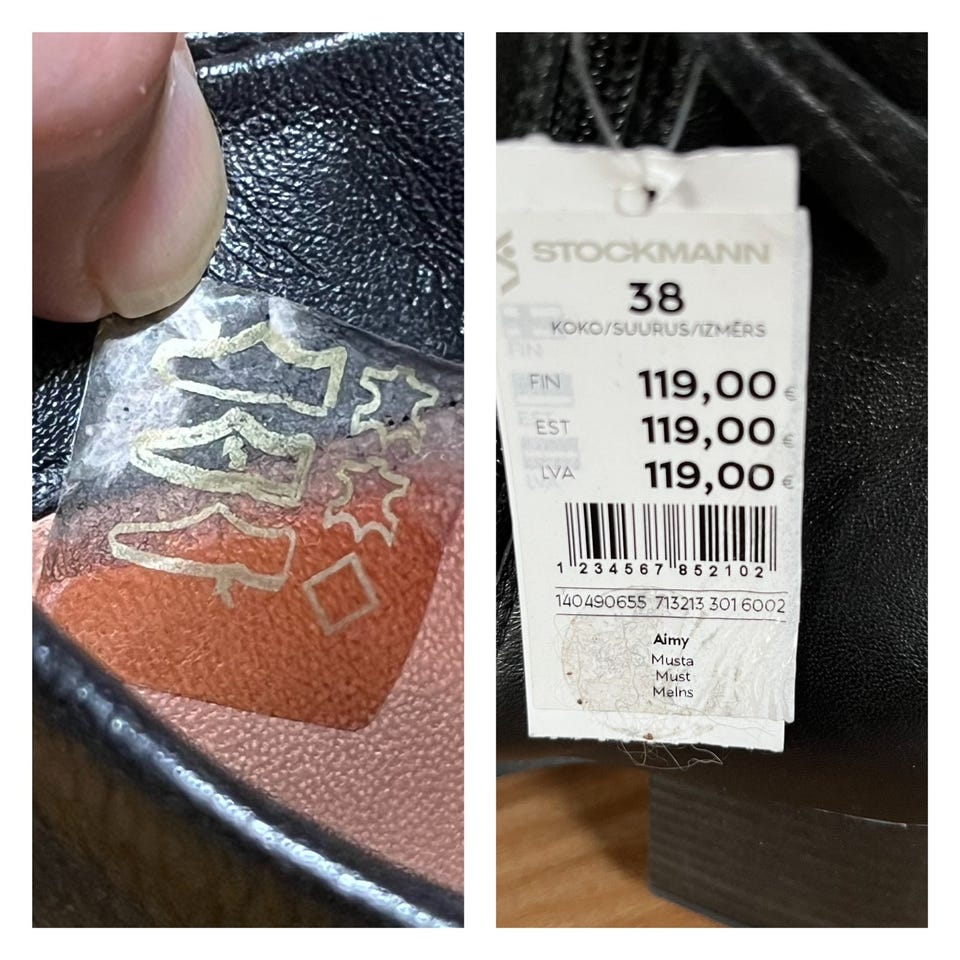 STOCKMANN
38
KOKO/SUURUS/IZMĒRS
FIN 119,00 €
EST 119,00 €
LVA 119,00 €
1 234567 852102
140490655 713213 301 6002
Aimy
Musta
Must
Melns